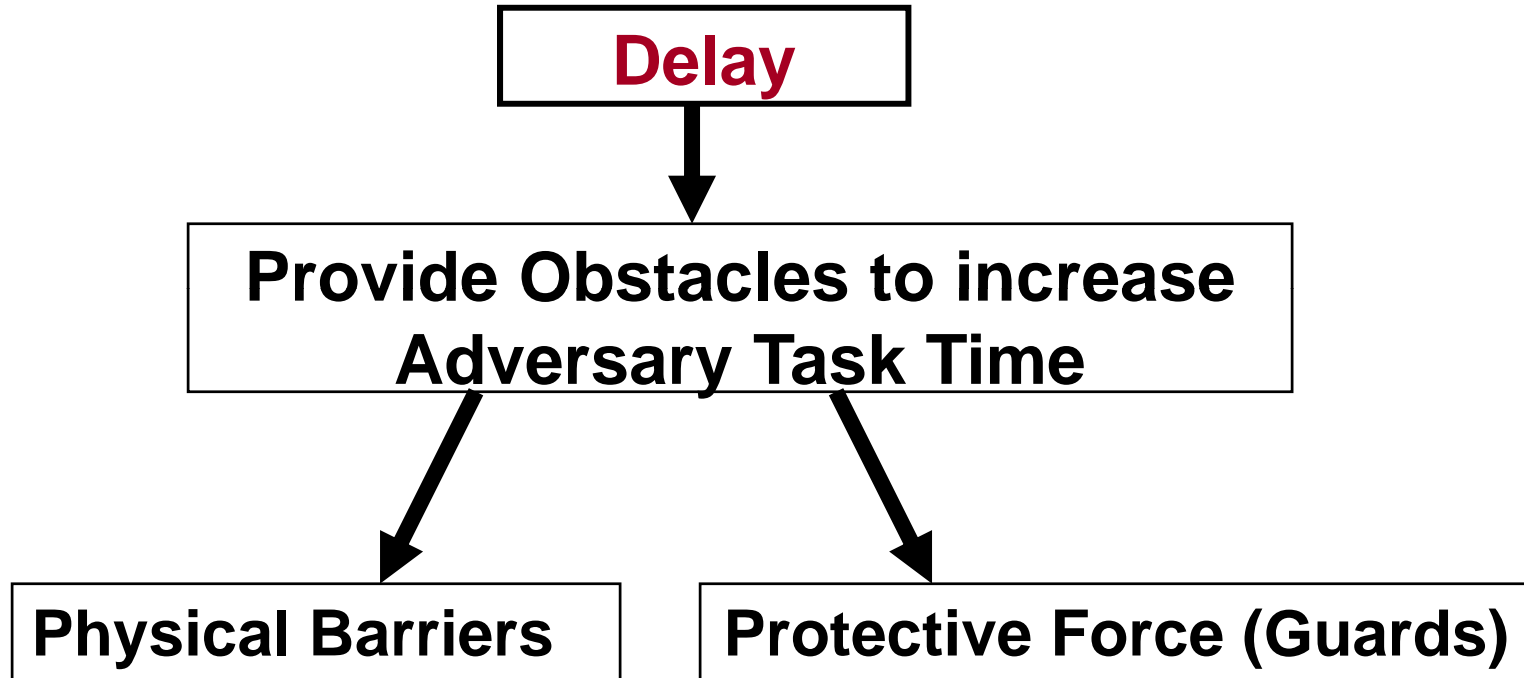 Delay
Provide Obstacles to increase
Adversary Task Time
Physical Barriers
Protective Force (Guards)